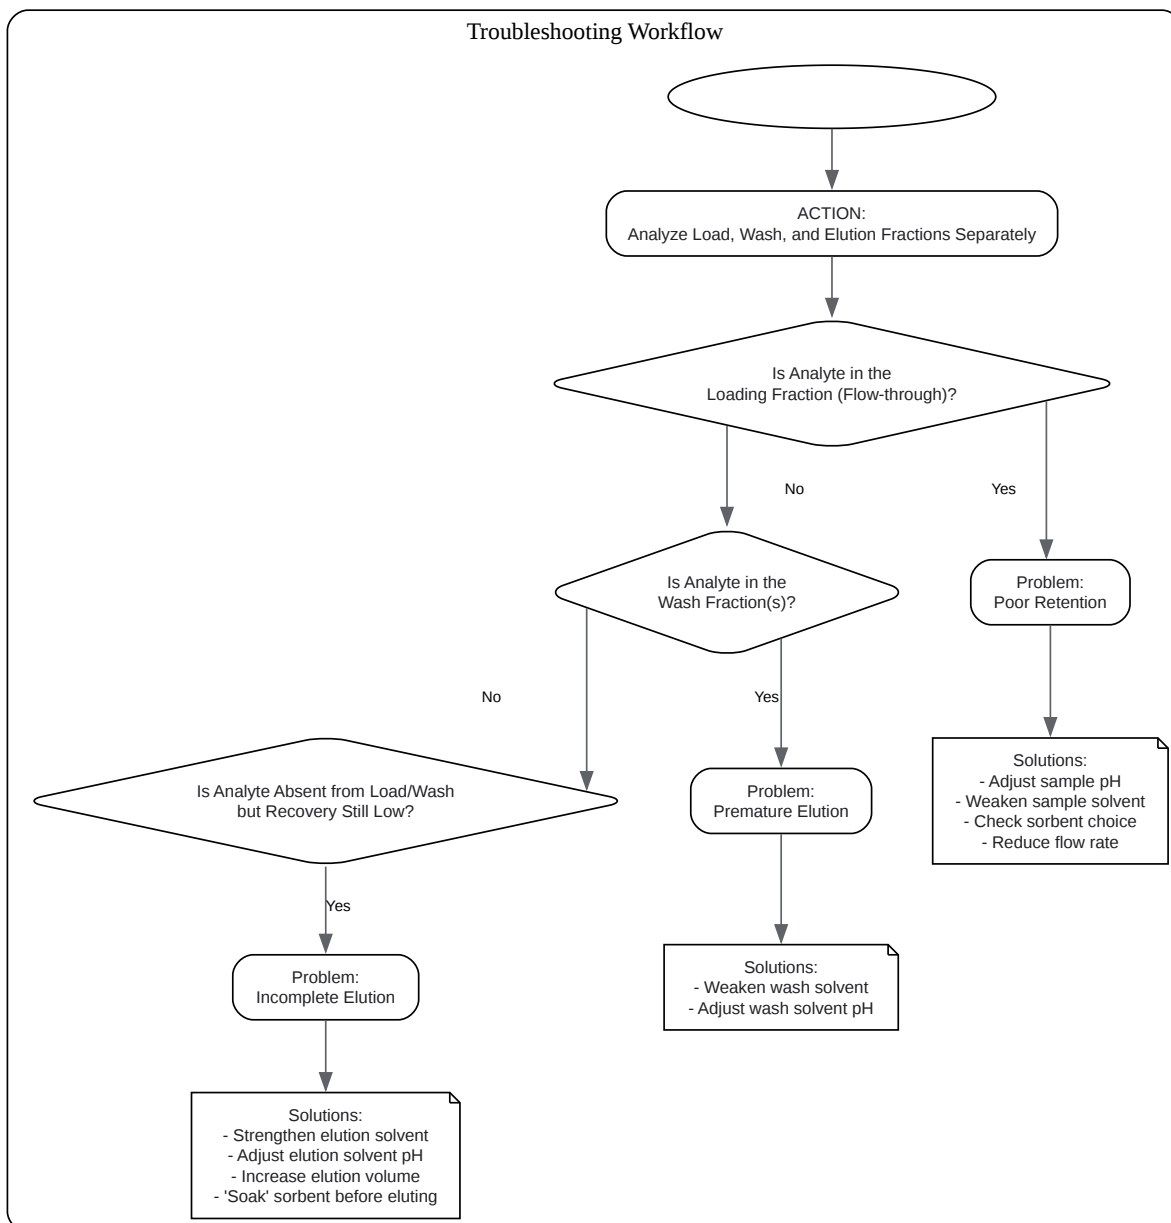 Troubleshooting Workflow
ACTION:
Analyze Load, Wash, and Elution Fractions Separately
Is Analyte in the
Loading Fraction (Flow-through)?
No
Yes
Is Analyte in the
Wash Fraction(s)?
Problem:
Poor Retention
No
Yes
Is Analyte Absent from Load/Wash
but Recovery Still Low?
Problem:
Premature Elution
Solutions:
- Adjust sample pH
- Weaken sample solvent
- Check sorbent choice
- Reduce flow rate
Yes
Problem:
Incomplete Elution
Solutions:
- Weaken wash solvent
- Adjust wash solvent pH
Solutions:
- Strengthen elution solvent
- Adjust elution solvent pH
- Increase elution volume
- 'Soak' sorbent before eluting